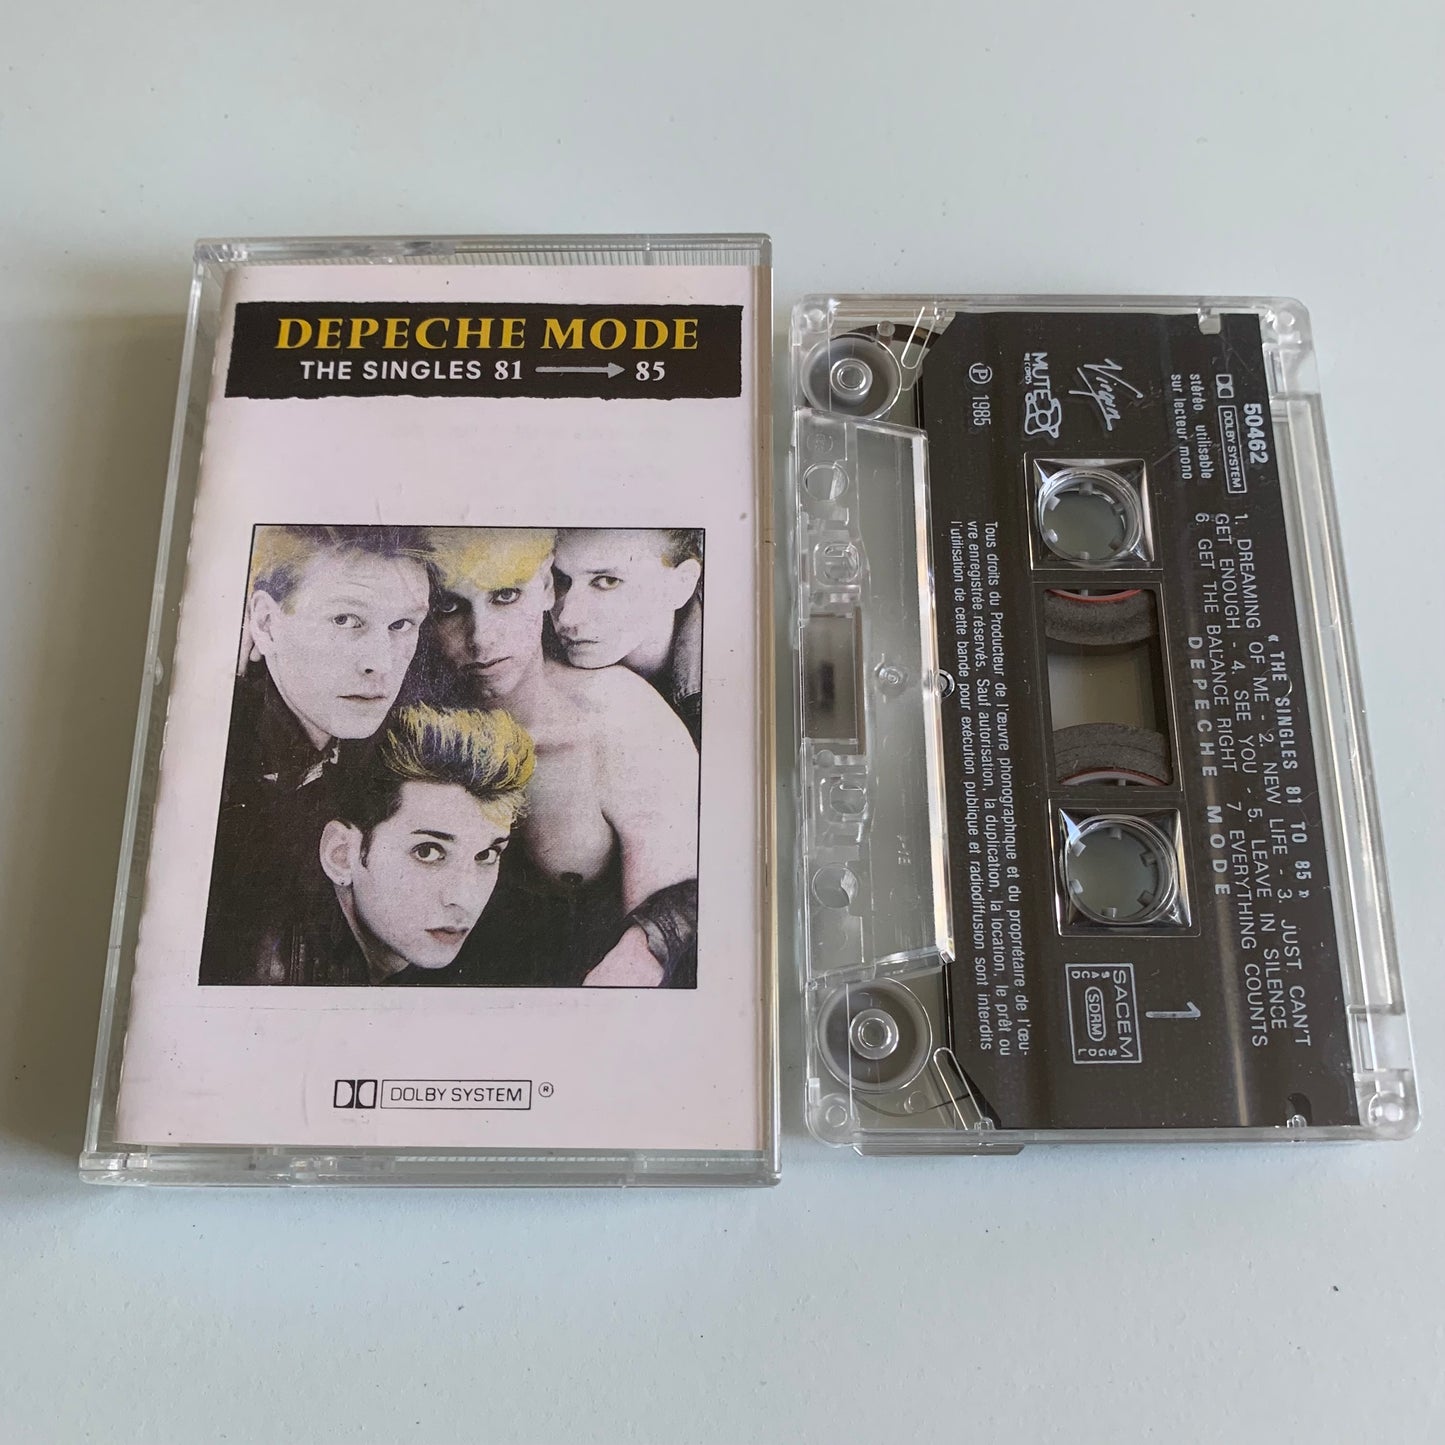 DEPECHE MODE
THE SINGLES 81 → 85
DOLBY SYSTEM ®
50462
DOLBY SYSTEM
stéréo utilisable
sur lecteur mono
Virgin
MUTE
RECORDS
℗ 1985
« THE SINGLES 81 TO 85 »
1. DREAMING OF ME - 2. NEW LIFE - 3. JUST CAN'T
GET ENOUGH - 4. SEE YOU - 5. LEAVE IN SILENCE
6. GET THE BALANCE RIGHT 7 EVERYTHING COUNTS
DEPECHE MODE
1
SACEM
SDRM
Tous droits du Producteur de l'œuvre phonographique et du propriétaire de l'œu-
vre enregistrée réservés. Sauf autorisation, la duplication, la location, le prêt ou
l'utilisation de cette bande pour exécution publique et radiodiffusion sont interdits